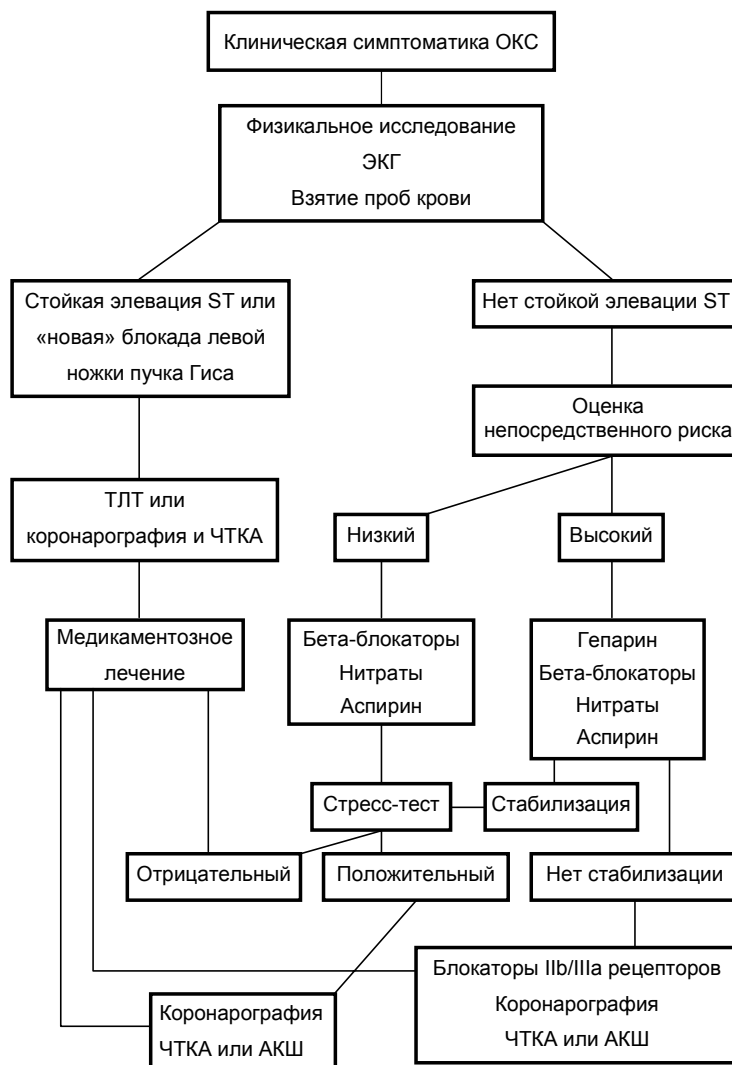 Клиническая симптоматика ОКС
Физикальное исследование
ЭКГ
Взятие проб крови
Стойкая элевация ST или
«новая» блокада левой
ножки пучка Гиса
Нет стойкой элевации ST
Оценка
непосредственного риска
ТЛТ или
коронарография и ЧТКА
Низкий
Высокий
Медикаментозное
лечение
Бета-блокаторы
Нитраты
Аспирин
Гепарин
Бета-блокаторы
Нитраты
Аспирин
Стресс-тест
Стабилизация
Отрицательный
Положительный
Нет стабилизации
Блокаторы IIb/IIIa рецепторов
Коронарография
ЧТКА или АКШ
Коронарография
ЧТКА или АКШ